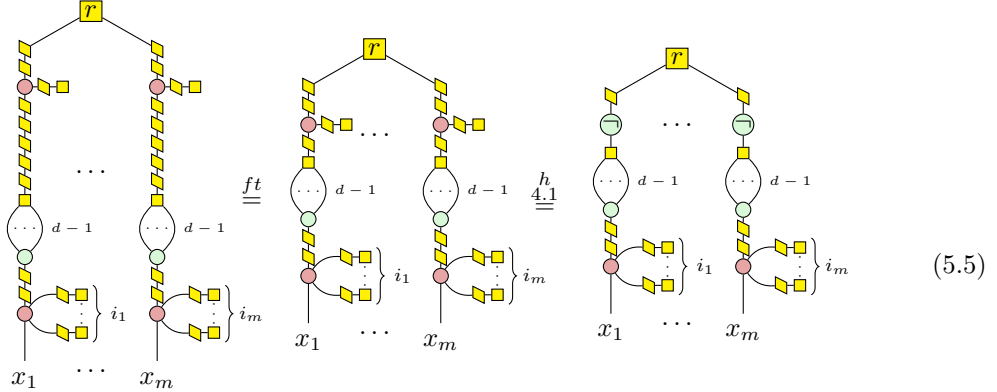 r r r
⋯ ⋯ ⋯
¬ ¬
⋯ d − 1 ⋯ d − 1 ft = ⋯ d − 1 ⋯ d − 1 h 4.1 = ⋯ d − 1 ⋯ d − 1
⋮ } i₁ ⋮ } iₘ ⋮ } i₁ ⋮ } iₘ ⋮ } i₁ ⋮ } iₘ (5.5)
x₁ ⋯ xₘ x₁ ⋯ xₘ x₁ ⋯ xₘ